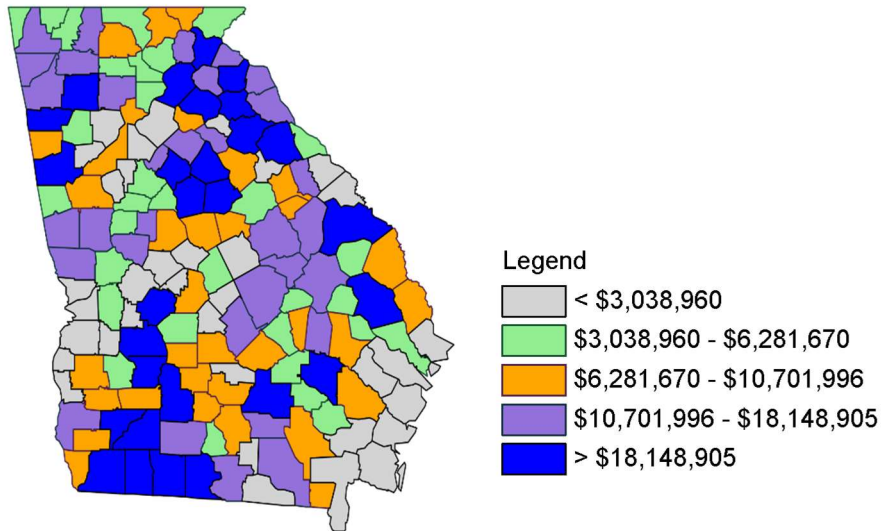 Legend
< $3,038,960
$3,038,960 - $6,281,670
$6,281,670 - $10,701,996
$10,701,996 - $18,148,905
> $18,148,905